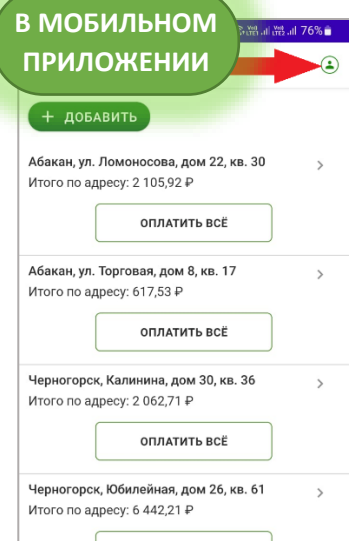 В МОБИЛЬНОМ
ПРИЛОЖЕНИИ
76%
+ ДОБАВИТЬ
Абакан, ул. Ломоносова, дом 22, кв. 30
Итого по адресу: 2 105,92 ₽
ОПЛАТИТЬ ВСЁ
Абакан, ул. Торговая, дом 8, кв. 17
Итого по адресу: 617,53 ₽
ОПЛАТИТЬ ВСЁ
Черногорск, Калинина, дом 30, кв. 36
Итого по адресу: 2 062,71 ₽
ОПЛАТИТЬ ВСЁ
Черногорск, Юбилейная, дом 26, кв. 61
Итого по адресу: 6 442,21 ₽